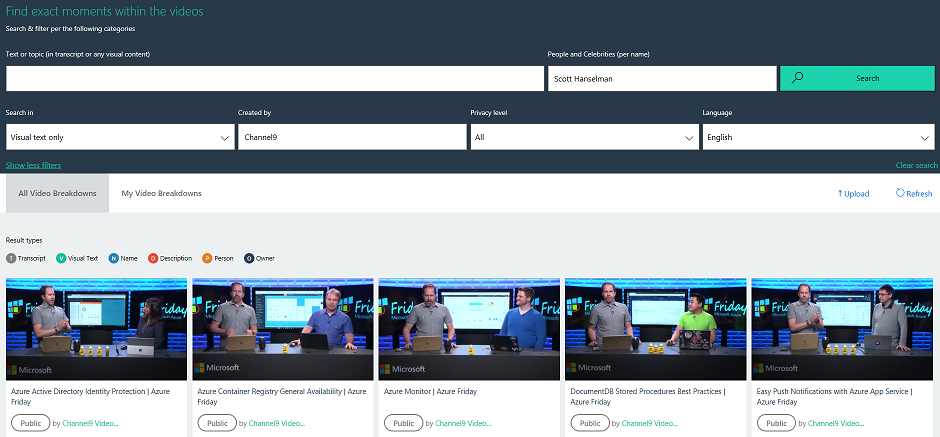 Find exact moments within the videos
Search & filter per the following categories
Text or topic (in transcript or any visual content)
People and Celebrities (per name)
Scott Hanselman
Search
Search in
Created by
Privacy level
Language
Visual text only
Channel9
All
English
Show less filters
Clear search
All Video Breakdowns
My Video Breakdowns
Upload
Refresh
Result types
T Transcript
V Visual Text
N Name
D Description
P Person
O Owner
Friday
Microsoft Azure
Microsoft
Friday
Microsoft
Friday
Microsoft
Friday
Microsoft
Friday
Microsoft
Azure Active Directory Identity Protection | Azure
Friday
Public by Channel9 Video...
Azure Container Registry General Availability | Azure
Friday
Public by Channel9 Video...
Azure Monitor | Azure Friday
Public by Channel9 Video...
DocumentDB Stored Procedures Best Practices |
Azure Friday
Public by Channel9 Video...
Easy Push Notifications with Azure App Service |
Azure Friday
Public by Channel9 Video...